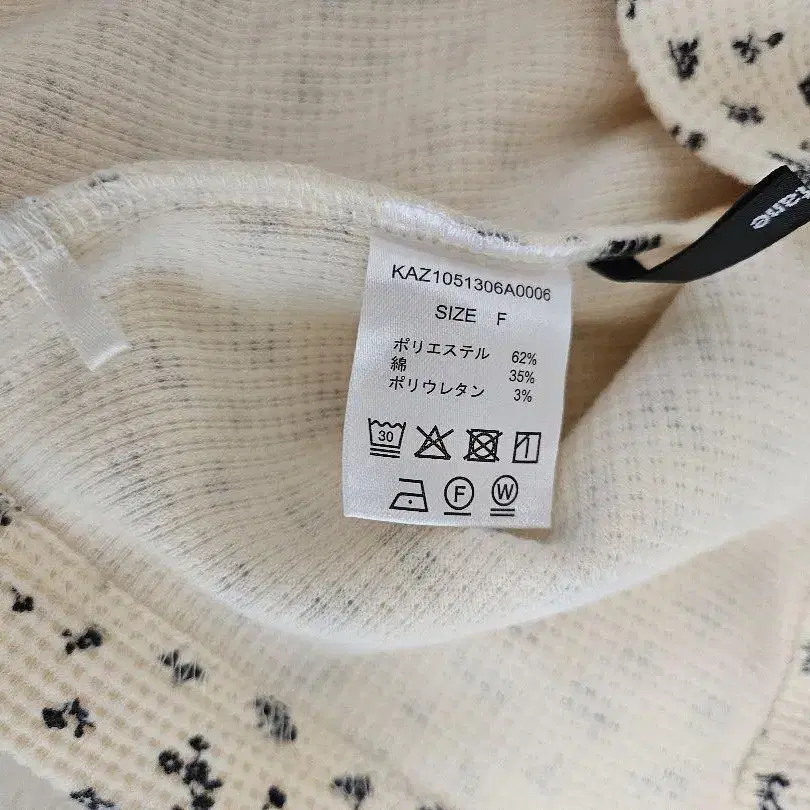 KAZ1051306A0006
SIZE F
ポリエステル 62%
綿 35%
ポリウレタン 3%
30
F W